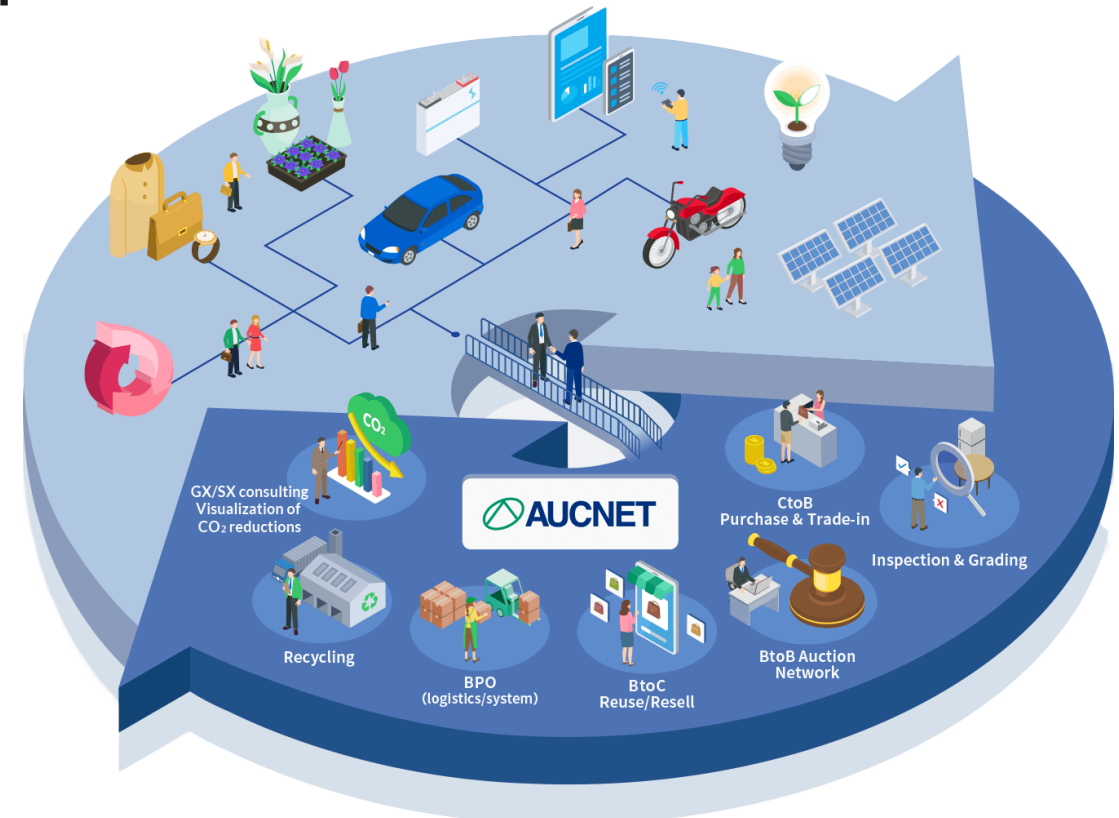 CO₂
GX/SX consulting
Visualization of
CO₂ reductions
AUCNET
CtoB
Purchase & Trade-in
Inspection & Grading
Recycling
BPO
(logistics/system)
BtoC
Reuse/Resell
BtoB Auction
Network